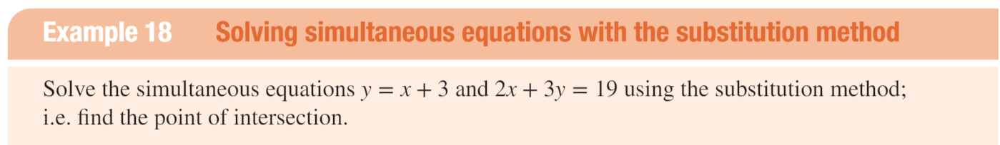 Example 18 Solving simultaneous equations with the substitution method
Solve the simultaneous equations y = x + 3 and 2x + 3y = 19 using the substitution method;
i.e. find the point of intersection.